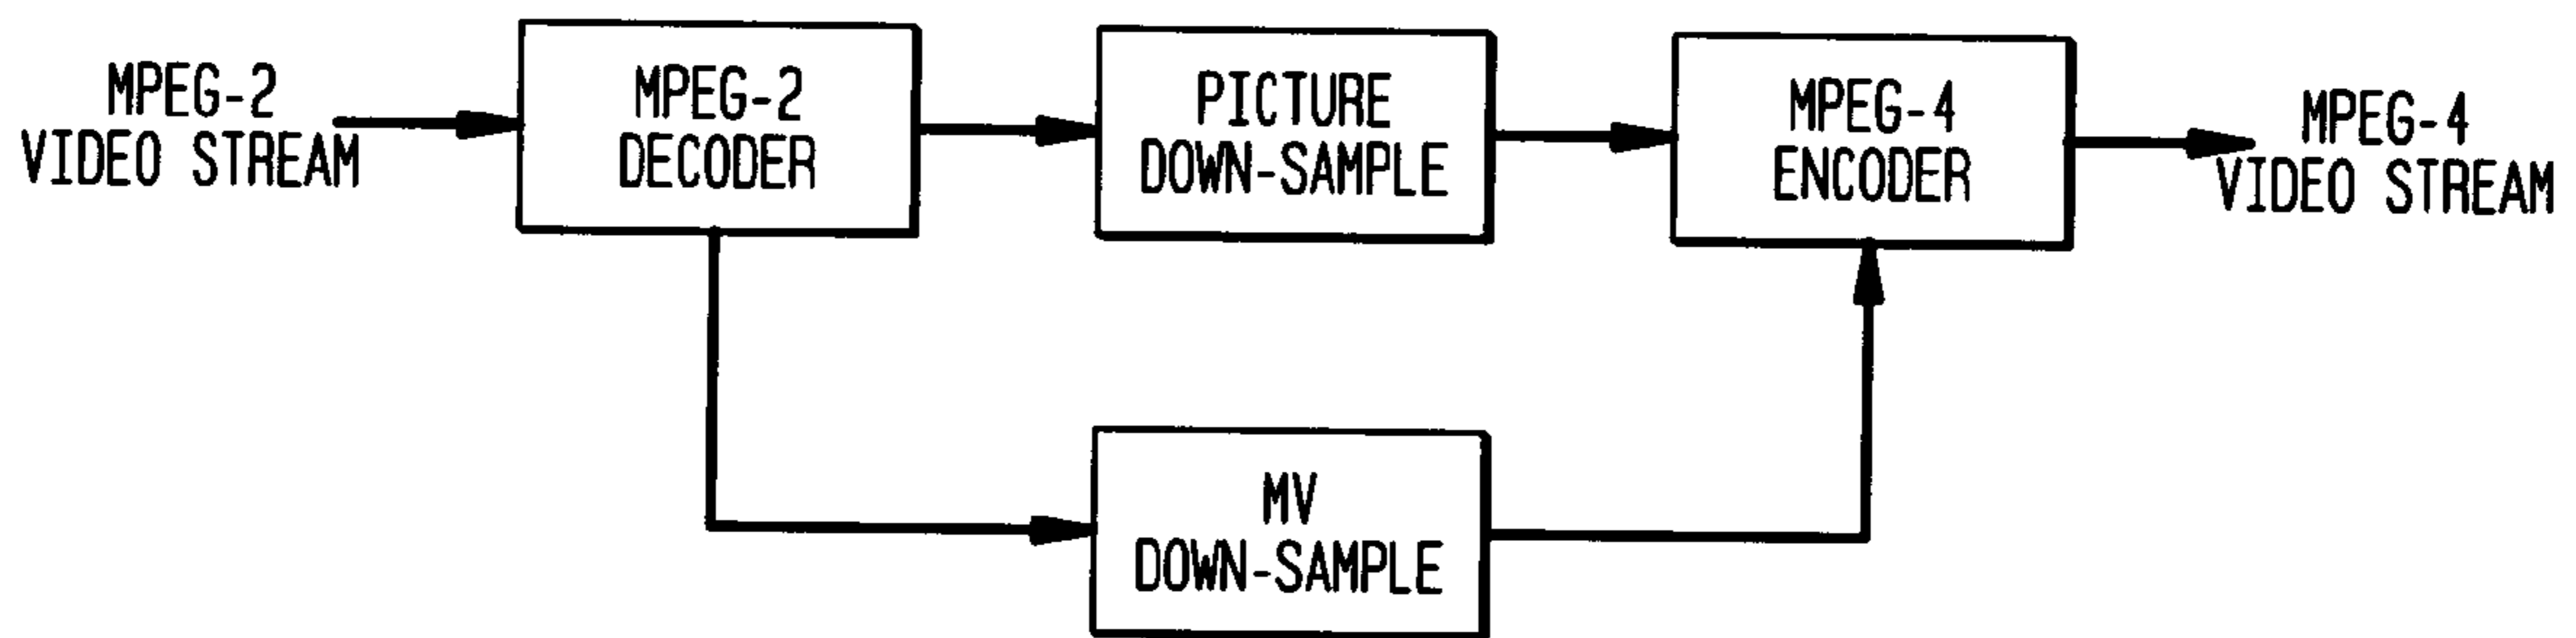 MPEG-2
VIDEO STREAM
MPEG-2
DECODER
PICTURE
DOWN-SAMPLE
MPEG-4
ENCODER
MPEG-4
VIDEO STREAM
MV
DOWN-SAMPLE